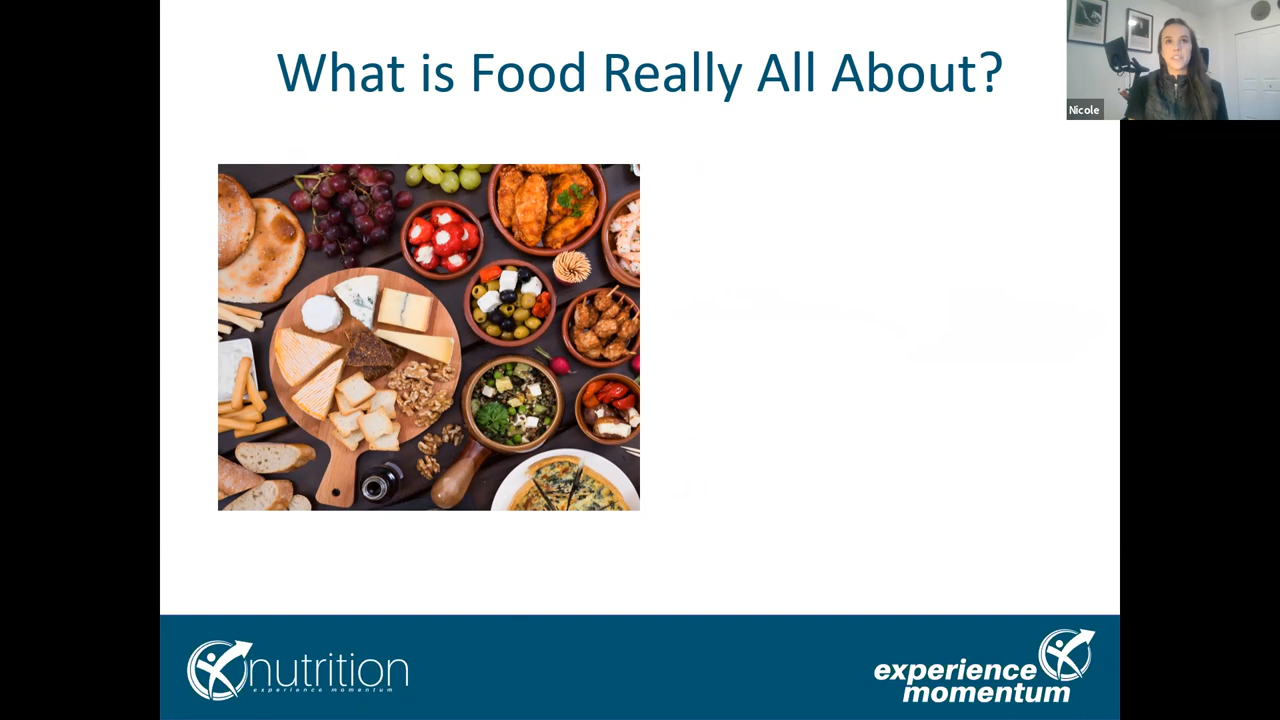 What is Food Really All About?
Nicole
nutrition
experience momentum
experience
momentum